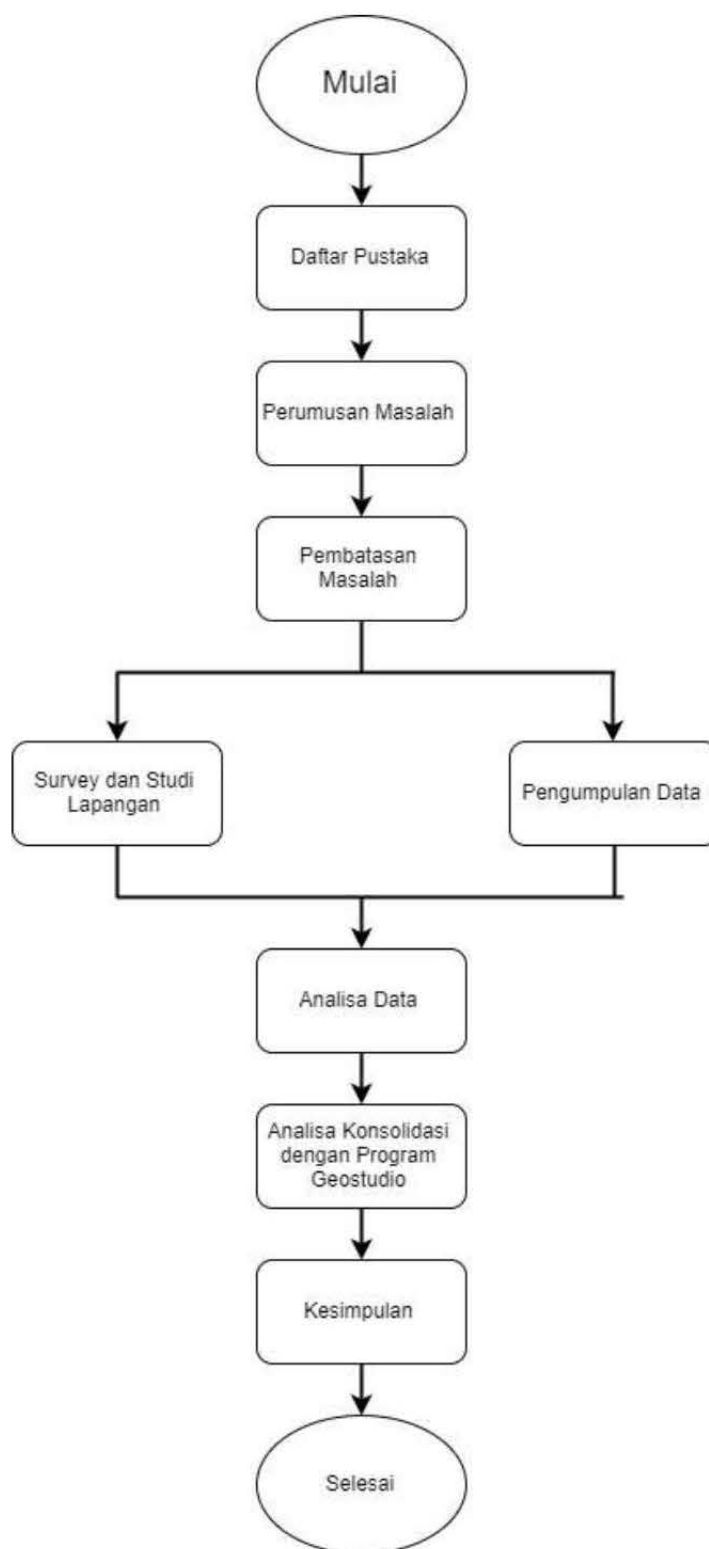 Mulai
Daftar Pustaka
Perumusan Masalah
Pembatasan
Masalah
Survey dan Studi
Lapangan
Pengumpulan Data
Analisa Data
Analisa Konsolidasi
dengan Program
Geostudio
Kesimpulan
Selesai